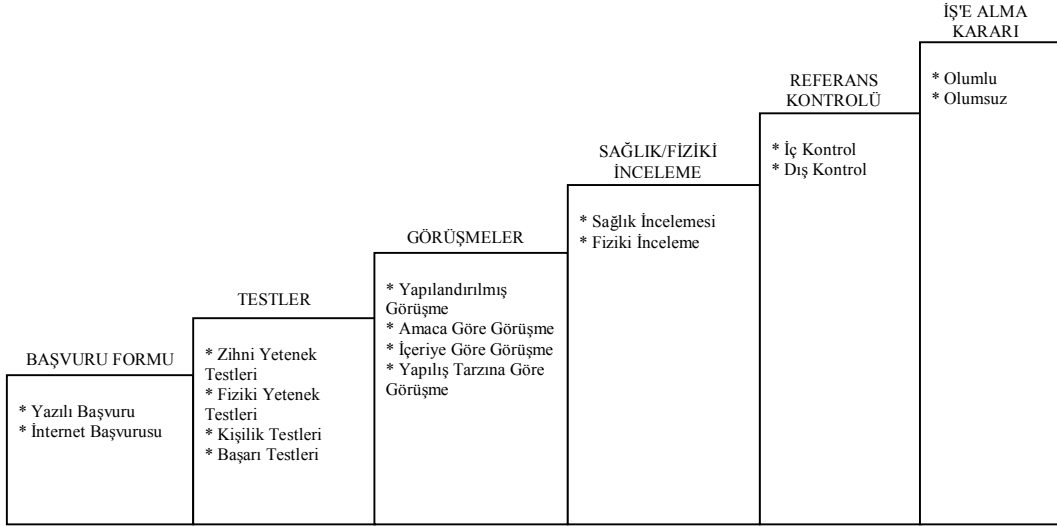 BAŞVURU FORMU
* Yazılı Başvuru
* İnternet Başvurusu
TESTLER
* Zihni Yetenek
Testleri
* Fiziki Yetenek
Testleri
* Kişilik Testleri
* Başarı Testleri
GÖRÜŞMELER
* Yapılandırılmış
Görüşme
* Amaca Göre Görüşme
* İçeriye Göre Görüşme
* Yapılış Tarzına Göre
Görüşme
SAĞLIK/FİZİKİ
İNCELEME
* Sağlık İncelemesi
* Fiziki İnceleme
REFERANS
KONTROLÜ
* İç Kontrol
* Dış Kontrol
İŞ'E ALMA
KARARI
* Olumlu
* Olumsuz